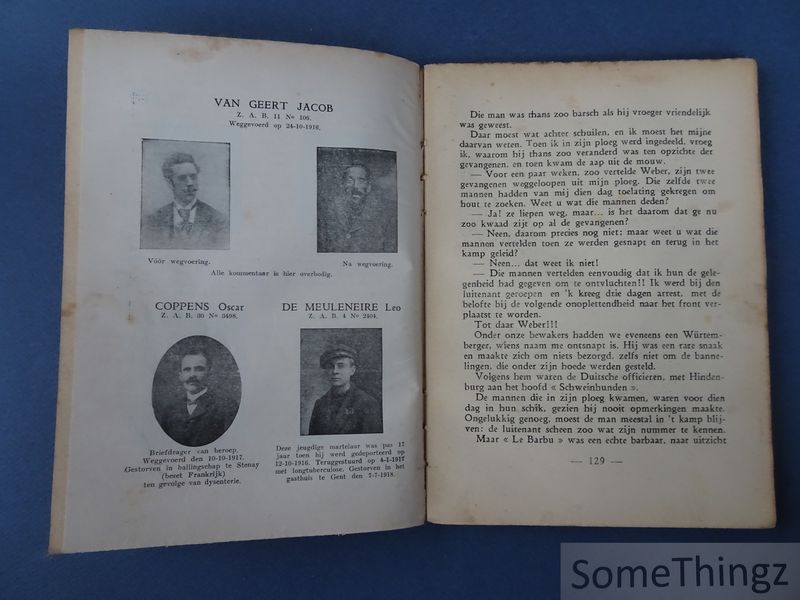 VAN GEERT JACOB
Z. A. B. 11 Nº 106.
Weggevoerd op 24-10-1916.
Vóór wegvoering.
Na wegvoering.
Alle kommentaar is hier overbodig.
COPPENS Oscar
Z. A. B. 30 Nº 3498.
DE MEULENEIRE Leo
Z. A. B. 4 Nº 2404.
Briefdrager van beroep.
Weggevoerd den 10-10-1917.
Gestorven in ballingschap te Stenay
(bezet Frankrijk)
ten gevolge van dysenterie.
Deze jeugdige martelaar was pas 17
jaar toen hij werd gedeporteerd op
12-10-1916. Teruggestuurd op 4-1-1917
met longtuberculose. Gestorven in het
gasthuis te Gent den 7-7-1918.
Die man was thans zoo barsch als hij vroeger vriendelijk
was geweest.
Daar moest wat achter schuilen, en ik moest het mijne
daarvan weten. Toen ik in zijn ploeg werd ingedeeld, vroeg
ik, waarom hij thans zoo veranderd was ten opzichte der
gevangenen, en toen kwam de aap uit de mouw.
— Voor een paar weken, zoo vertelde Weber, zijn twee
gevangenen weggeloopen uit mijn ploeg. Die zelfde twee
mannen hadden van mij dien dag toelating gekregen om
hout te zoeken. Weet u wat die mannen deden?
— Ja! ze liepen weg, maar... is het daarom dat ge nu
zoo kwaad zijt op al de gevangenen?
— Neen, daarom precies nog niet; maar weet u wat die
mannen vertelden toen ze werden gesnapt en terug in het
kamp geleid?
— Neen... dat weet ik niet!
— Die mannen vertelden eenvoudig dat ik hun de gele-
genheid bad gegeven om te ontvluchten!! Ik werd bij den
luitenant geroepen en 'k kreeg drie dagen arrest, met de
belofte bij de volgende onoplettendheid naar het front ver-
plaatst te worden.
Tot daar Weber!!!
Onder onze bewakers hadden we eveneens een Würtem-
berger, wiens naam me ontsnapt is. Hij was een rare snaak
en maakte zich om niets bezorgd, zelfs niet om de banne-
lingen, die onder zijn hoede werden gesteld.
Volgens hem waren de Duitsche officieren, met Hinden-
burg aan het hoofd « Schweinhunden ».
De mannen die in zijn ploeg kwamen, waren voor dien
dag in hun schik, gezien hij nooit opmerkingen maakte.
Ongelukkig genoeg, moest de man meestal in 't kamp blij-
ven: de luitenant scheen zoo wat zijn nummer te kennen.
Maar « Le Barbu » was een echte barbaar, naar uitzicht
— 129 —
SomeThingz